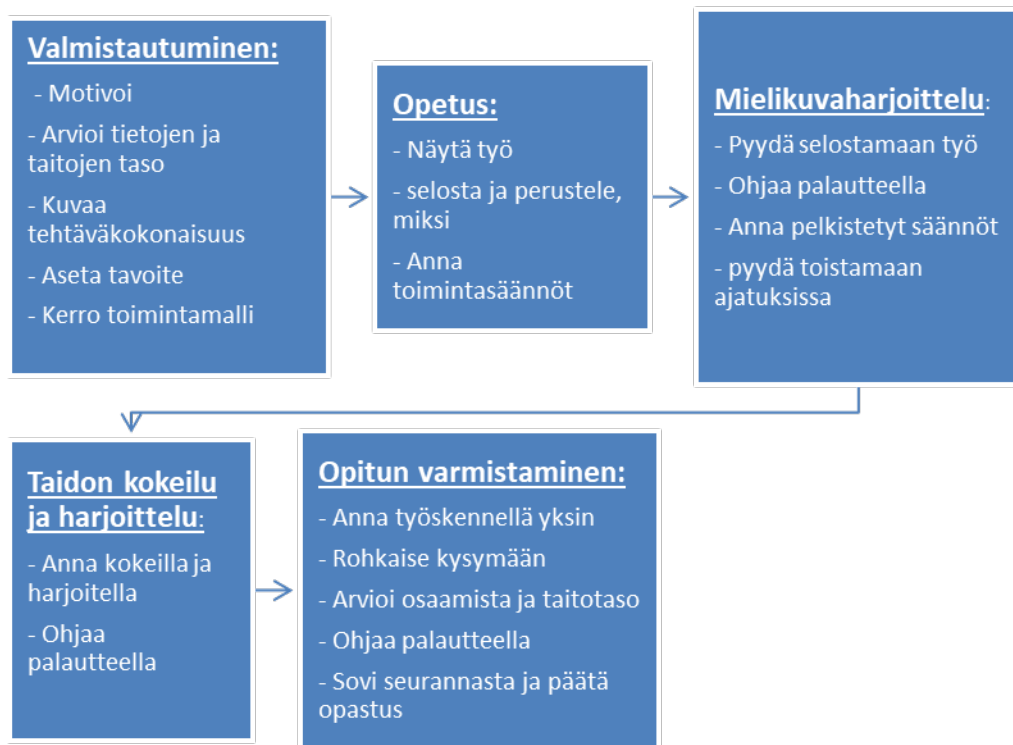 Valmistautuminen:
- Motivoi
- Arvioi tietojen ja
taitojen taso
- Kuvaa
tehtäväkokonaisuus
- Aseta tavoite
- Kerro toimintamalli
Opetus:
- Näytä työ
- selosta ja perustele,
miksi
- Anna
toimintasäännöt
Mielikuvaharjoittelu:
- Pyydä selostamaan työ
- Ohjaa palautteella
- Anna pelkistetyt säännöt
- pyydä toistamaan
ajatuksissa
Taidon kokeilu
ja harjoittelu:
- Anna kokeilla ja
harjoitella
- Ohjaa
palautteella
Opitun varmistaminen:
- Anna työskennellä yksin
- Rohkaise kysymään
- Arvioi osaamista ja taitotaso
- Ohjaa palautteella
- Sovi seurannasta ja päätä
opastus